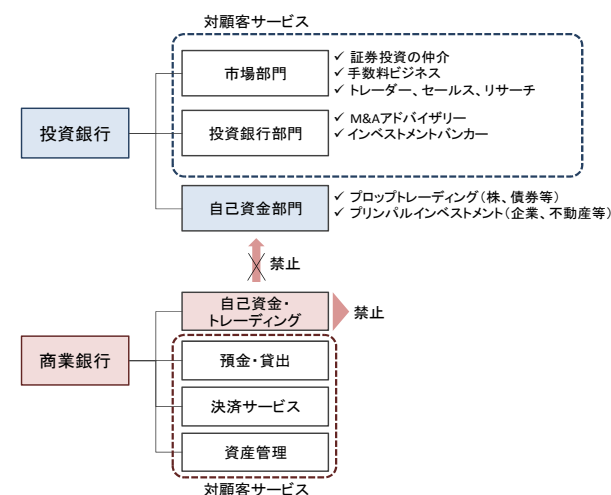 対顧客サービス
市場部門
✓ 証券投資の仲介
✓ 手数料ビジネス
✓ トレーダー、セールス、リサーチ
投資銀行
投資銀行部門
✓ M&Aアドバイザリー
✓ インベストメントバンカー
自己資金部門
✓ プロップトレーディング(株、債券等)
✓ プリンパルインベストメント(企業、不動産等)
禁止
自己資金・
トレーディング
禁止
商業銀行
預金・貸出
決済サービス
資産管理
対顧客サービス